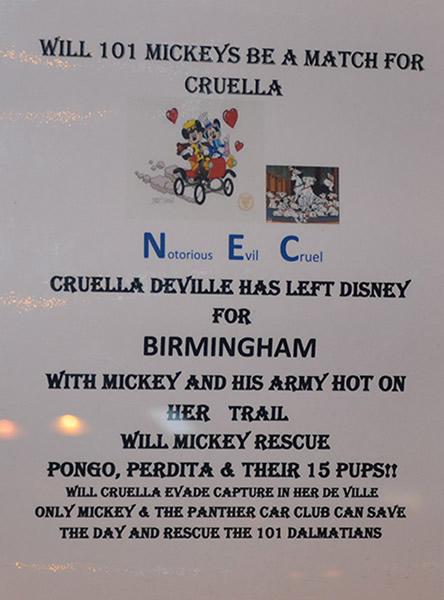 WILL 101 MICKEYS BE A MATCH FOR
CRUELLA
Notorious Evil Cruel
CRUELLA DEVILLE HAS LEFT DISNEY
FOR
BIRMINGHAM
WITH MICKEY AND HIS ARMY HOT ON
HER TRAIL
WILL MICKEY RESCUE
PONGO, PERDITA & THEIR 15 PUPS!!
WILL CRUELLA EVADE CAPTURE IN HER DE VILLE
ONLY MICKEY & THE PANTHER CAR CLUB CAN SAVE
THE DAY AND RESCUE THE 101 DALMATIANS